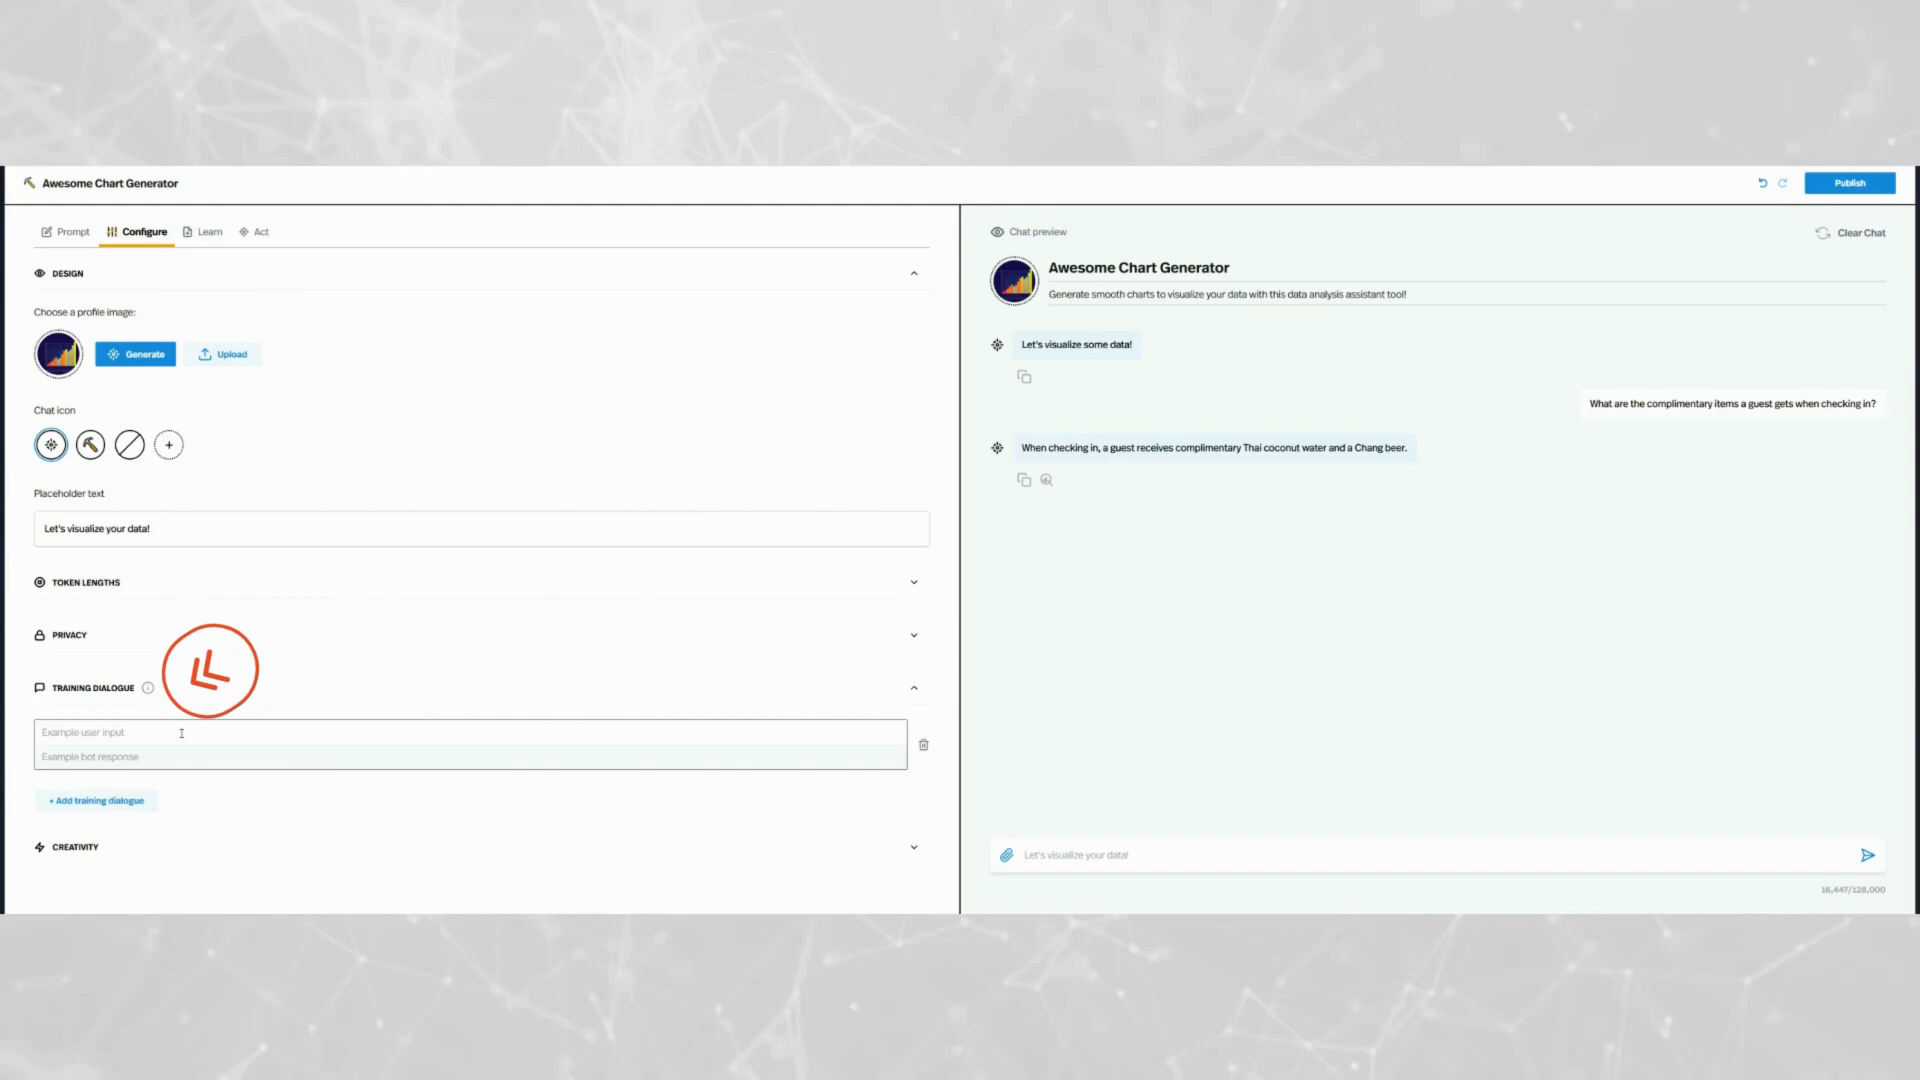 Awesome Chart Generator
Publish
Prompt
Configure
Learn
Act
DESIGN
Choose a profile image:
Generate
Upload
Chat icon
Placeholder text
Let's visualize your data!
TOKEN LENGTHS
PRIVACY
TRAINING DIALOGUE
Example user input
Example bot response
+ Add training dialogue
CREATIVITY
Chat preview
Clear Chat
Awesome Chart Generator
Generate smooth charts to visualize your data with this data analysis assistant tool!
Let's visualize some data!
What are the complimentary items a guest gets when checking in?
When checking in, a guest receives complimentary Thai coconut water and a Chang beer.
Let's visualize your data!
16,447/128,000